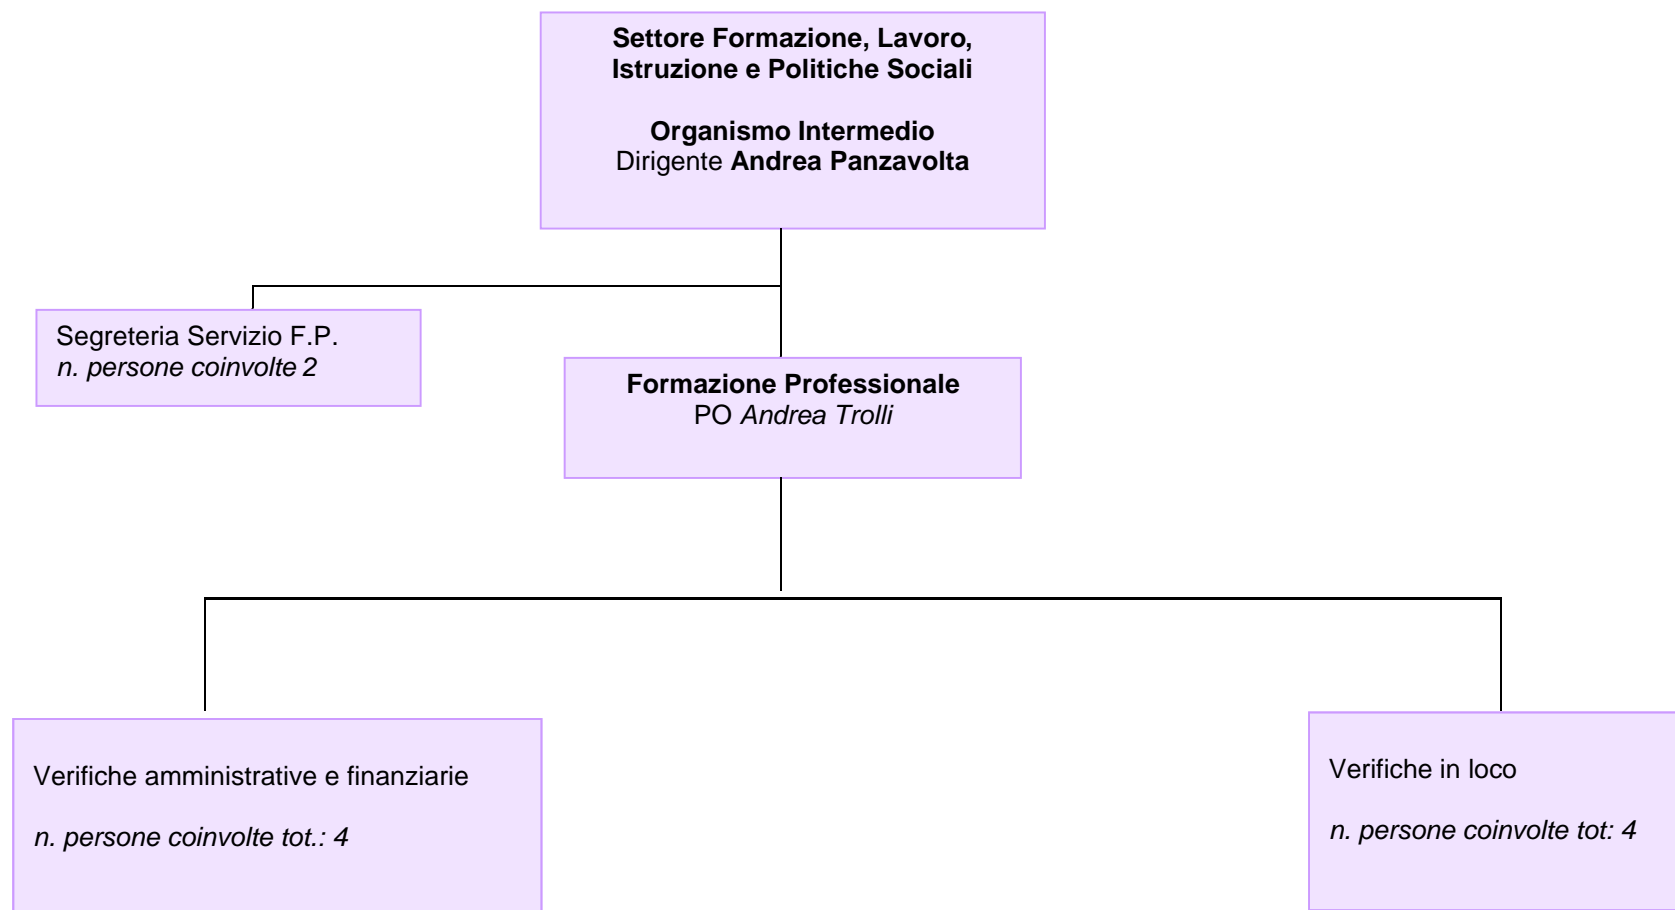 Settore Formazione, Lavoro,
Istruzione e Politiche Sociali
Organismo Intermedio
Dirigente Andrea Panzavolta
Segreteria Servizio F.P.
n. persone coinvolte 2
Formazione Professionale
PO Andrea Trolli
Verifiche amministrative e finanziarie
n. persone coinvolte tot.: 4
Verifiche in loco
n. persone coinvolte tot: 4